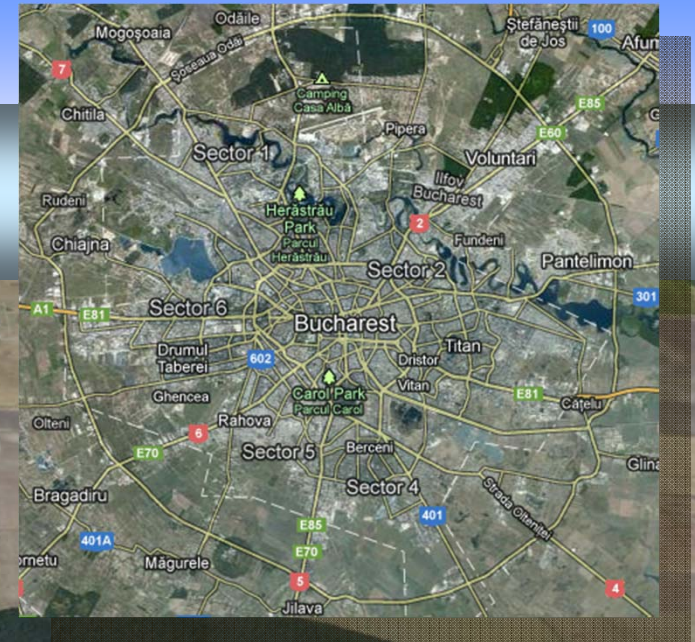 Odăile
Mogoșoaia
Ștefăneștii
de Jos
100
Afum
Șoseaua Odăi
7
Camping
Casa Albă
E85
Chitila
Pipera
E60
Sector 1
Voluntari
Ilfov
Bucharest
Rudeni
Herăstrău
Park
Parcul
Herăstrău
2
Fundeni
Chiajna
Pantelimon
Sector 2
301
A1
E81
Sector 6
Bucharest
Titan
Drumul
Taberei
602
Dristor
Vitan
Carol Park
Parcul Carol
Ghencea
E81
Cățelu
Olteni
Rahova
6
E70
Sector 5
Berceni
Glina
Sector 4
Bragadiru
Strada Olteniței
401
E85
401A
E70
ometu
Măgurele
5
4
Jilava